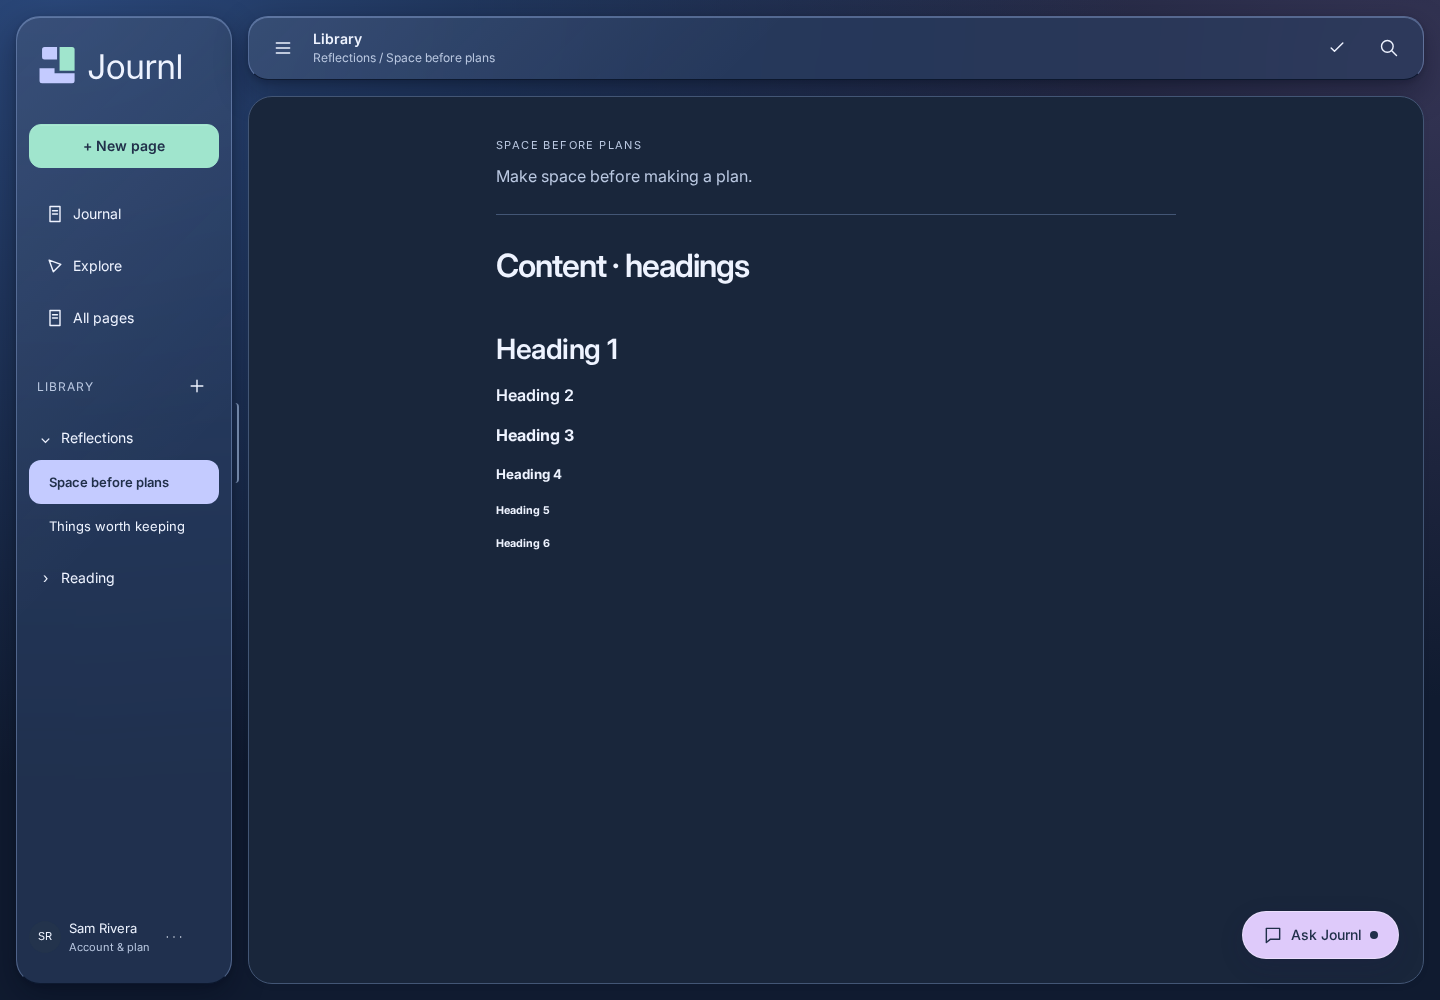 Journl
+ New page
Journal
Explore
All pages
LIBRARY
Reflections
Space before plans
Things worth keeping
Reading
SR
Sam Rivera
Account & plan
...
Library
Reflections / Space before plans
SPACE BEFORE PLANS
Make space before making a plan.
Content · headings
Heading 1
Heading 2
Heading 3
Heading 4
Heading 5
Heading 6
Ask Journl